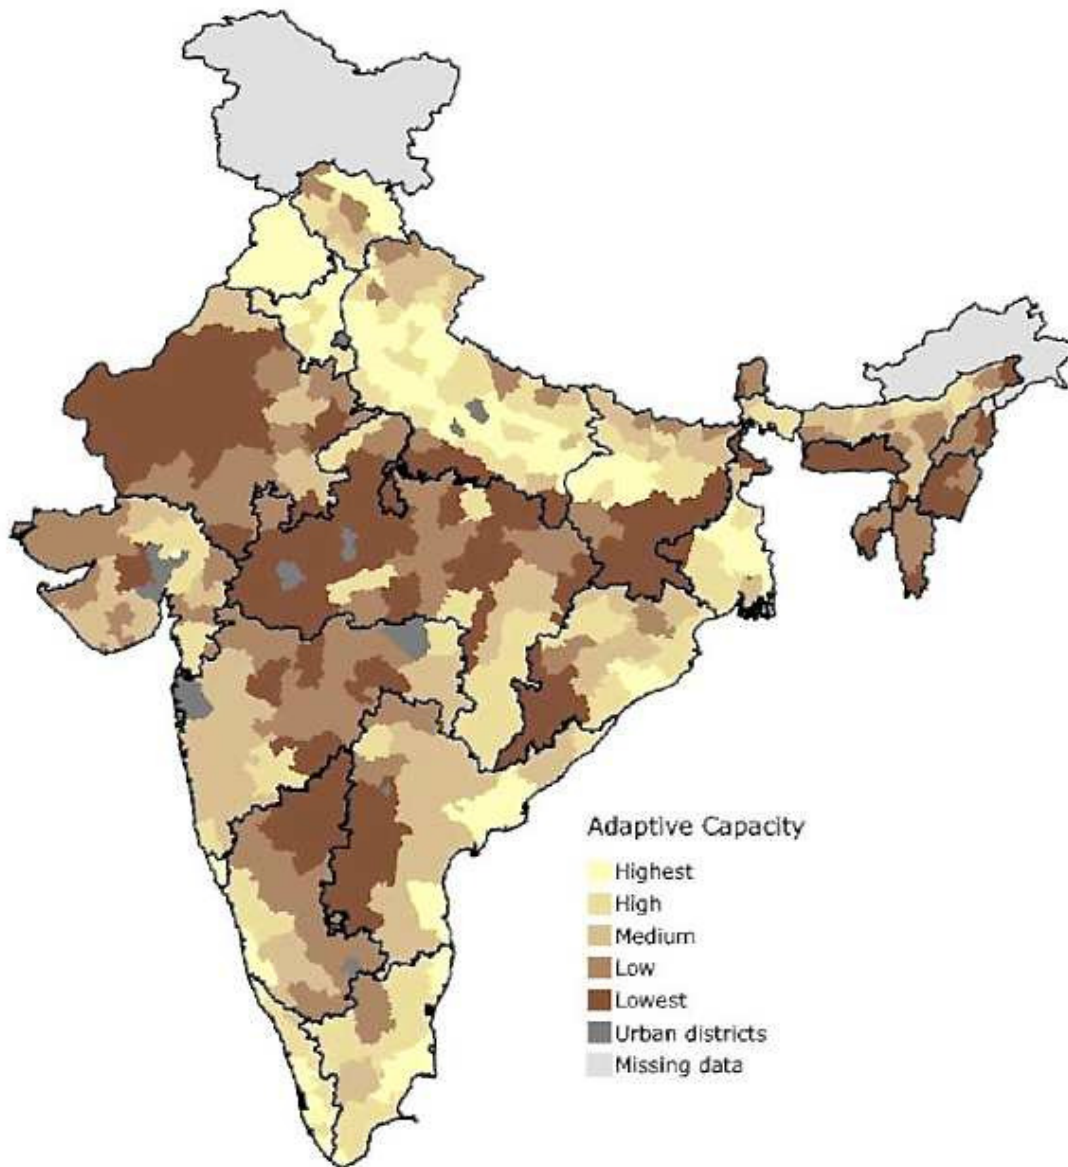 Adaptive Capacity
Highest
High
Medium
Low
Lowest
Urban districts
Missing data